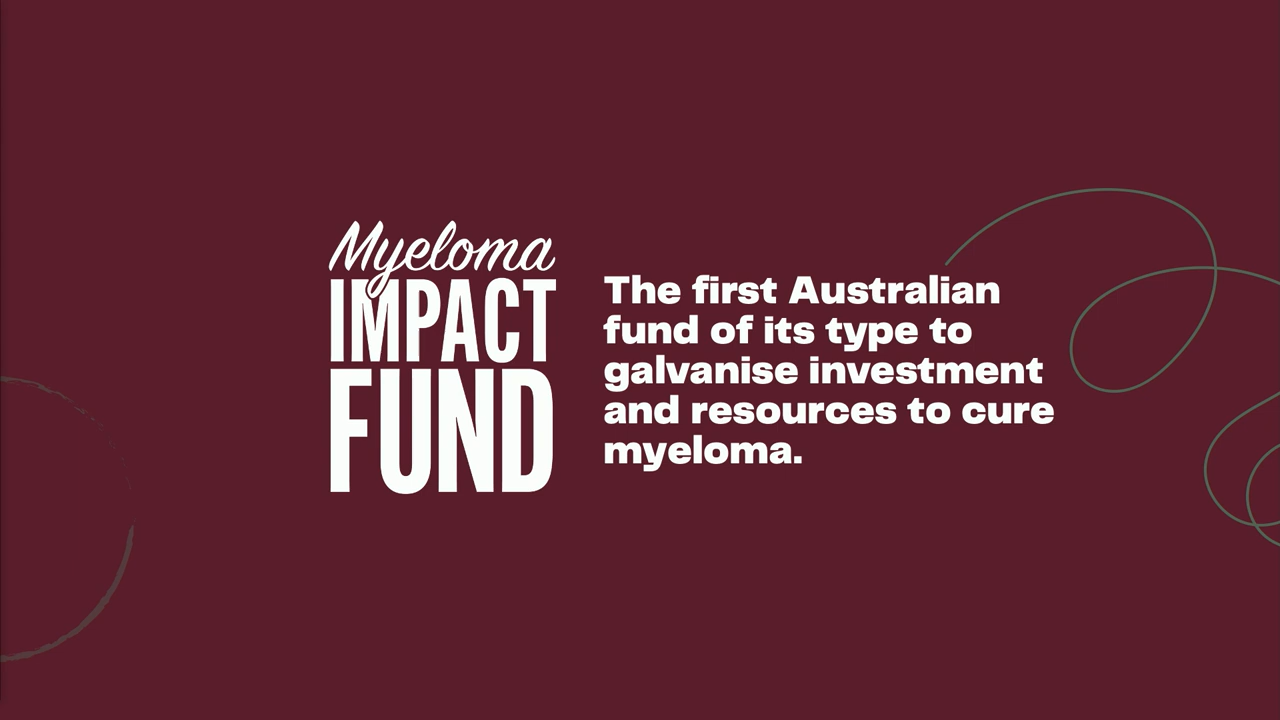 Myeloma
IMPACT
FUND
The first Australian
fund of its type to
galvanise investment
and resources to cure
myeloma.